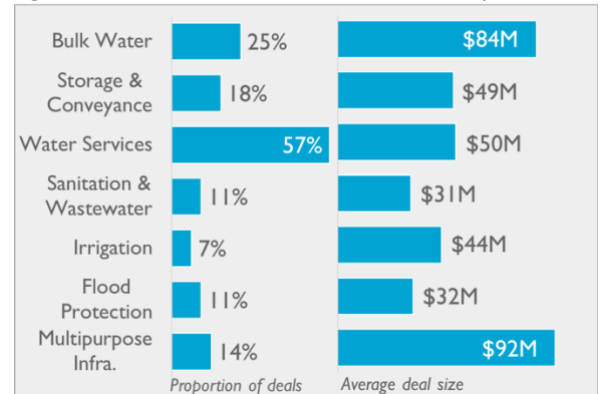 Bulk Water 25% $84M
Storage &
Conveyance 18% $49M
Water Services 57% $50M
Sanitation &
Wastewater 11% $31M
Irrigation 7% $44M
Flood
Protection 11% $32M
Multipurpose
Infra. 14% $92M
Proportion of deals Average deal size